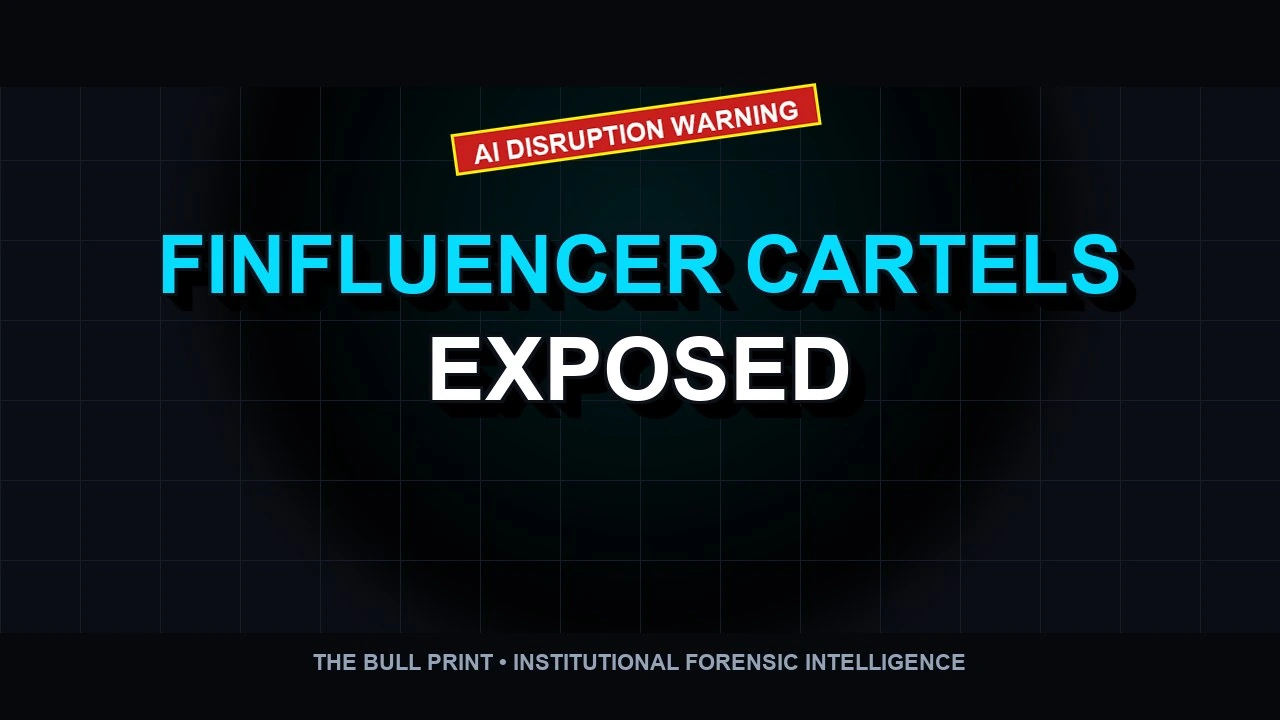 AI DISRUPTION WARNING
FINFLUENCER CARTELS
EXPOSED
THE BULL PRINT • INSTITUTIONAL FORENSIC INTELLIGENCE